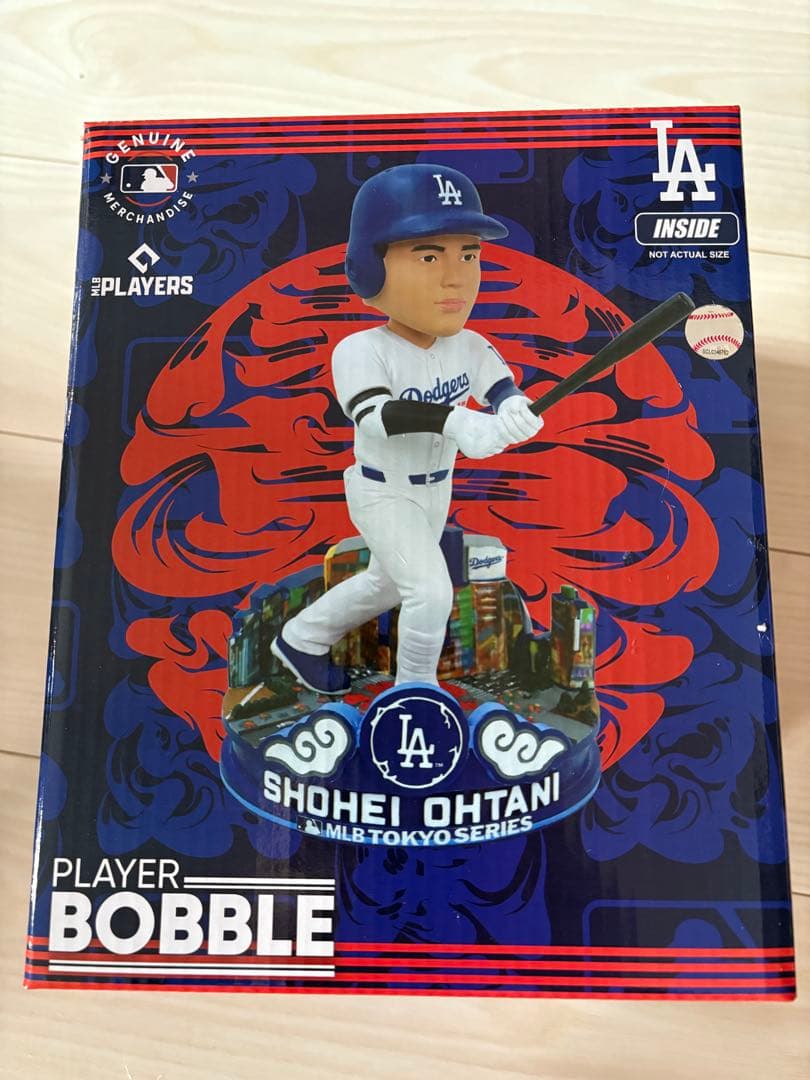 GENUINE
MERCHANDISE
MLB PLAYERS
LA
INSIDE
NOT ACTUAL SIZE
LA
Dodgers
Dodgers
LA
TM
SHOHEI OHTANI
MLB TOKYO SERIES
PLAYER
BOBBLE